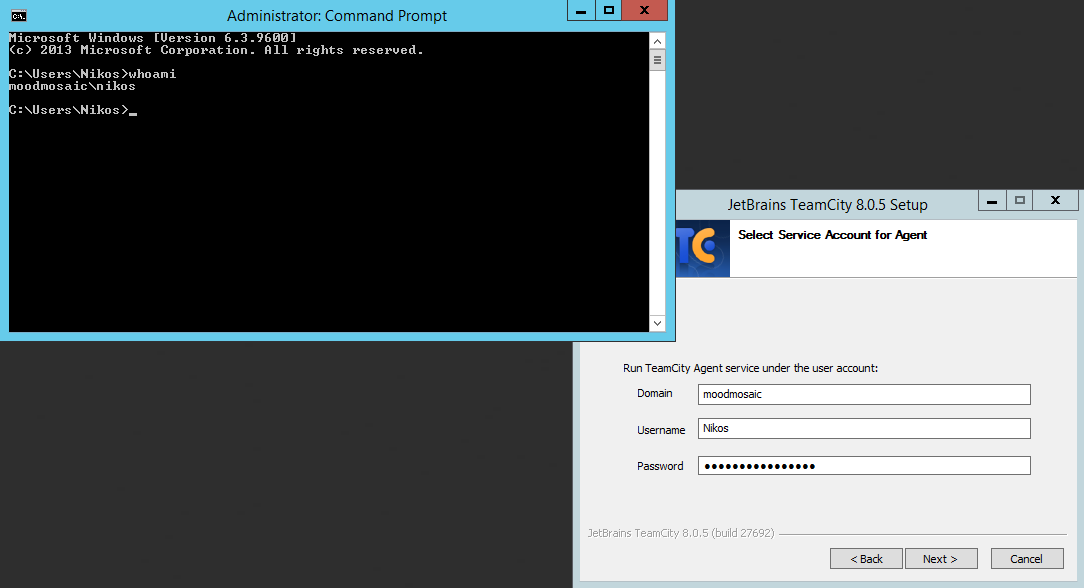 Administrator: Command Prompt
Microsoft Windows [Version 6.3.9600]
(c) 2013 Microsoft Corporation. All rights reserved.
C:\Users\Nikos>whoami
moodmosaic\nikos
C:\Users\Nikos>_
JetBrains TeamCity 8.0.5 Setup
TC
Select Service Account for Agent
Run TeamCity Agent service under the user account:
Domain moodmosaic
Username Nikos
Password ••••••••••••••••
JetBrains TeamCity 8.0.5 (build 27692)
< Back Next > Cancel